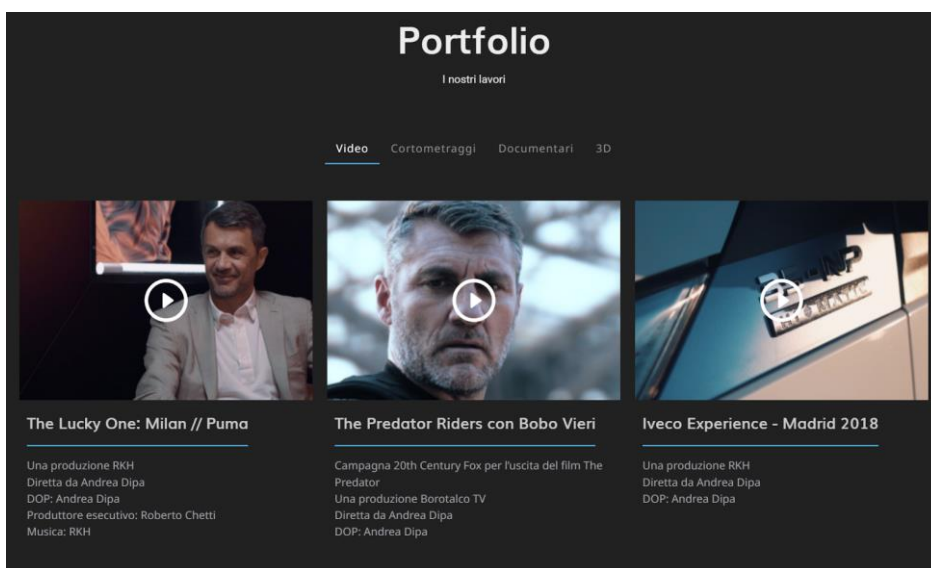 Portfolio
I nostri lavori
Video Cortometraggi Documentari 3D
The Lucky One: Milan // Puma
Una produzione RKH
Diretta da Andrea Dipa
DOP: Andrea Dipa
Produttore esecutivo: Roberto Chetti
Musica: RKH
The Predator Riders con Bobo Vieri
Campagna 20th Century Fox per l'uscita del film The
Predator
Una produzione Borotalco TV
Diretta da Andrea Dipa
DOP: Andrea Dipa
Iveco Experience - Madrid 2018
Una produzione RKH
Diretta da Andrea Dipa
DOP: Andrea Dipa